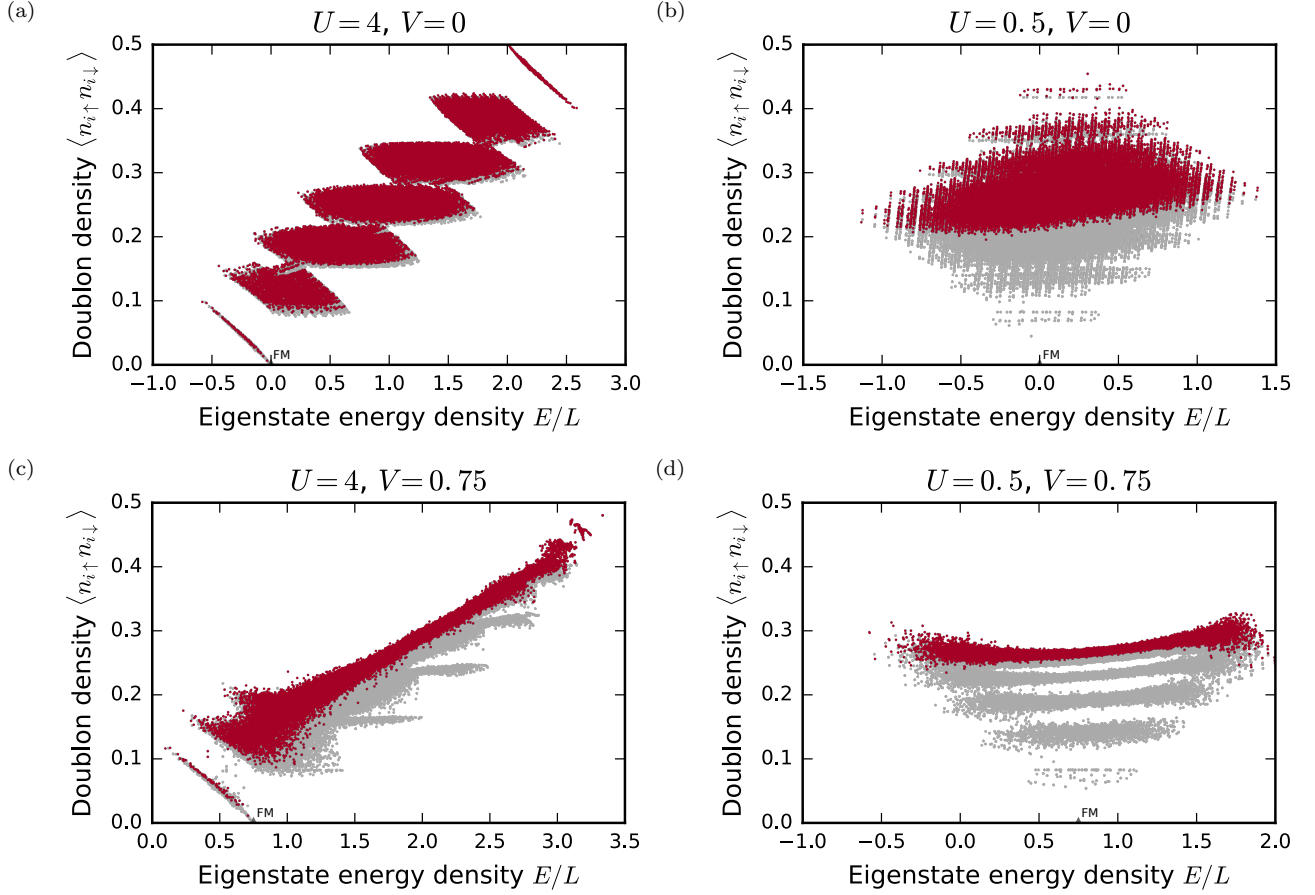 (a)
U = 4, V = 0
Doublon density ⟨n_{i↑} n_{i↓}⟩
0.5
0.4
0.3
0.2
0.1
0.0
FM
−1.0 −0.5 0.0 0.5 1.0 1.5 2.0 2.5 3.0
Eigenstate energy density E/L
(b)
U = 0.5, V = 0
Doublon density ⟨n_{i↑} n_{i↓}⟩
0.5
0.4
0.3
0.2
0.1
0.0
FM
−1.5 −1.0 −0.5 0.0 0.5 1.0 1.5
Eigenstate energy density E/L
(c)
U = 4, V = 0.75
Doublon density ⟨n_{i↑} n_{i↓}⟩
0.5
0.4
0.3
0.2
0.1
0.0
FM
0.0 0.5 1.0 1.5 2.0 2.5 3.0 3.5
Eigenstate energy density E/L
(d)
U = 0.5, V = 0.75
Doublon density ⟨n_{i↑} n_{i↓}⟩
0.5
0.4
0.3
0.2
0.1
0.0
FM
−1.0 −0.5 0.0 0.5 1.0 1.5 2.0
Eigenstate energy density E/L